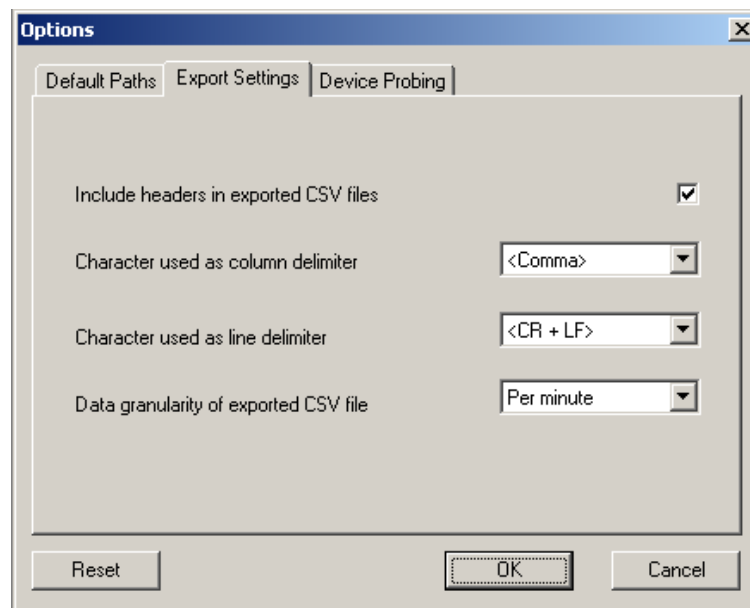 Options
Default Paths Export Settings Device Probing
Include headers in exported CSV files
Character used as column delimiter <Comma>
Character used as line delimiter <CR + LF>
Data granularity of exported CSV file Per minute
Reset OK Cancel